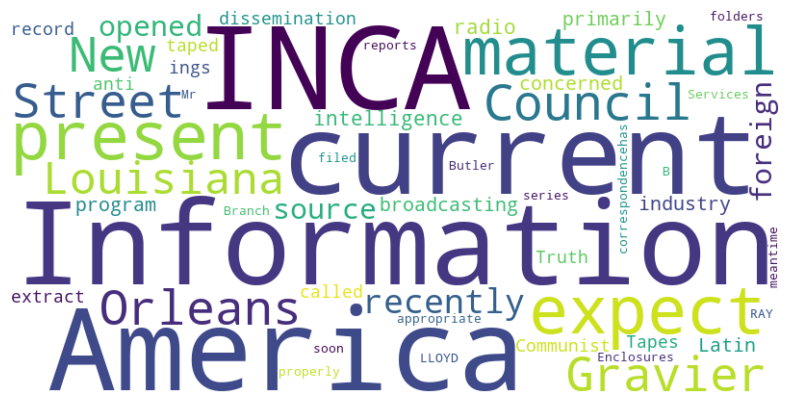 record opened dissemination radio primarily folders
New taped INCA reports material
anti ings concerned
Street Mr Council Services foreign
present intelligence current
Louisiana filed Butler B correspondencehas
program Branch source broadcasting series industry
Information Truth meantime
extract Orleans called recently expect RAY
America appropriate
soon LLOYD Communist Tapes Latin
properly Enclosures Gravier